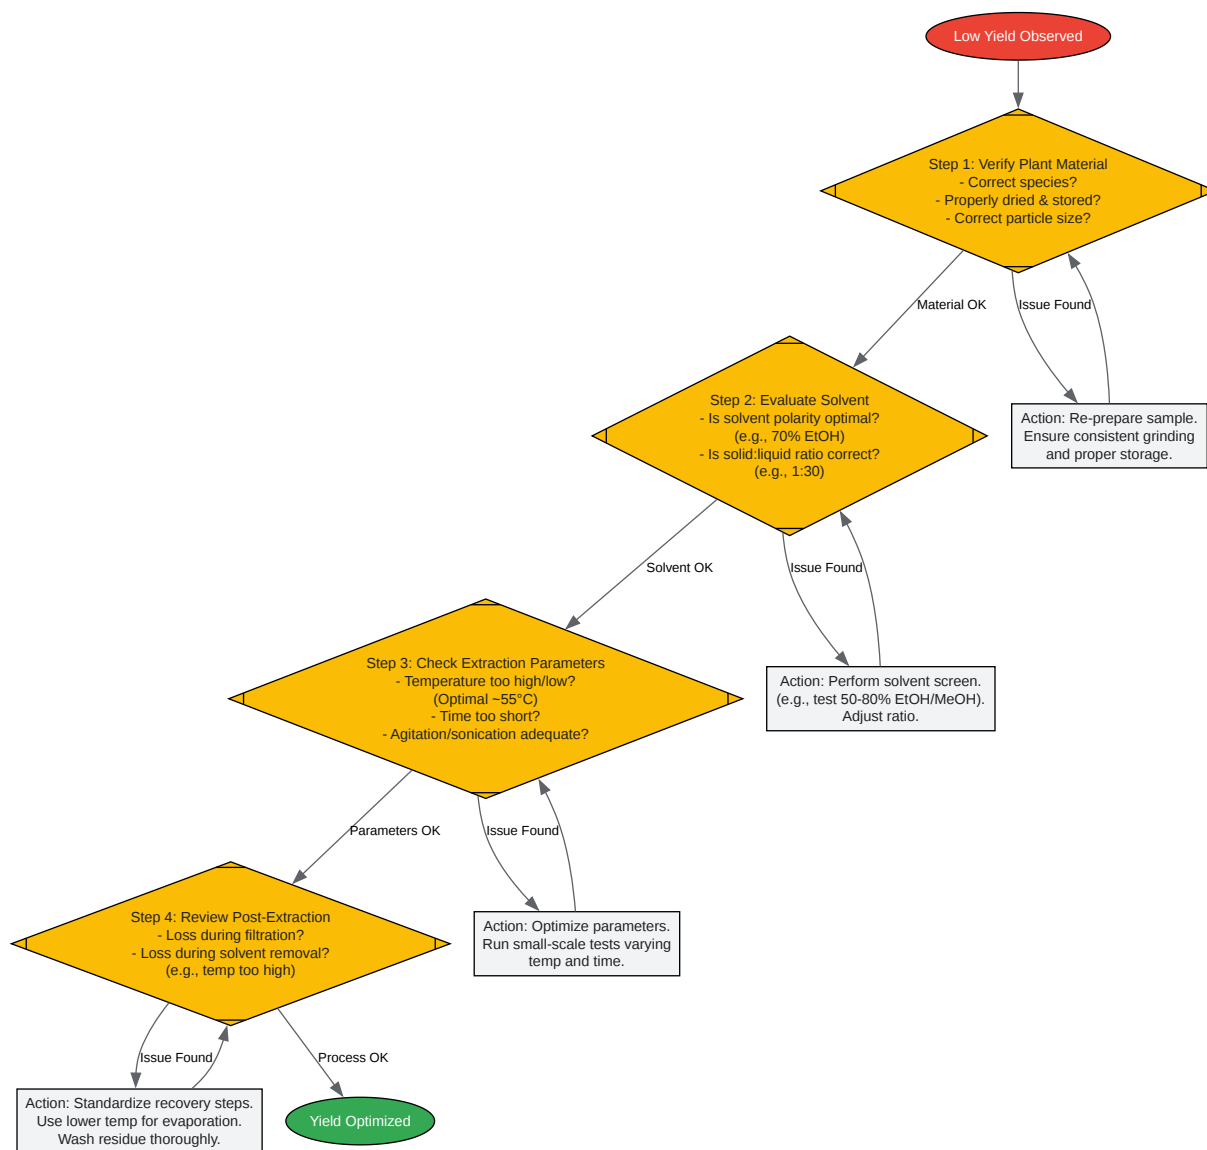 Low Yield Observed
Step 1: Verify Plant Material
- Correct species?
- Properly dried & stored?
- Correct particle size?
Material OK
Issue Found
Action: Re-prepare sample.
Ensure consistent grinding
and proper storage.
Step 2: Evaluate Solvent
- Is solvent polarity optimal?
(e.g., 70% EtOH)
- Is solid:liquid ratio correct?
(e.g., 1:30)
Solvent OK
Issue Found
Action: Perform solvent screen.
(e.g., test 50-80% EtOH/MeOH).
Adjust ratio.
Step 3: Check Extraction Parameters
- Temperature too high/low?
(Optimal ~55°C)
- Time too short?
- Agitation/sonication adequate?
Parameters OK
Issue Found
Action: Optimize parameters.
Run small-scale tests varying
temp and time.
Step 4: Review Post-Extraction
- Loss during filtration?
- Loss during solvent removal?
(e.g., temp too high)
Issue Found
Process OK
Action: Standardize recovery steps.
Use lower temp for evaporation.
Wash residue thoroughly.
Yield Optimized